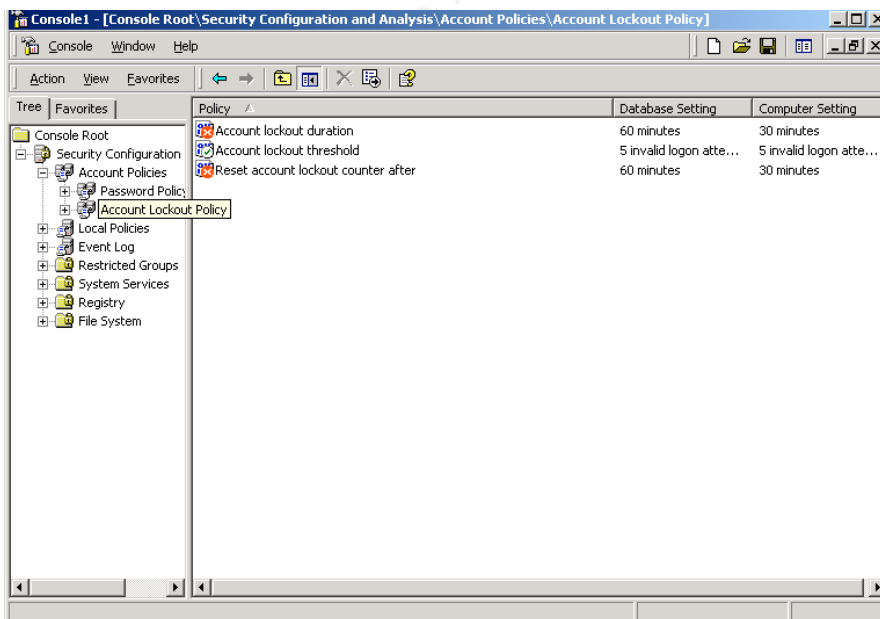 Console1 - [Console Root\Security Configuration and Analysis\Account Policies\Account Lockout Policy]
Console Window Help
Action View Favorites
Tree Favorites
Policy Database Setting Computer Setting
Console Root
Security Configuration
Account Policies
Password Policy
Account Lockout Policy
Local Policies
Event Log
Restricted Groups
System Services
Registry
File System
Account lockout duration 60 minutes 30 minutes
Account lockout threshold 5 invalid logon atte... 5 invalid logon atte...
Reset account lockout counter after 60 minutes 30 minutes